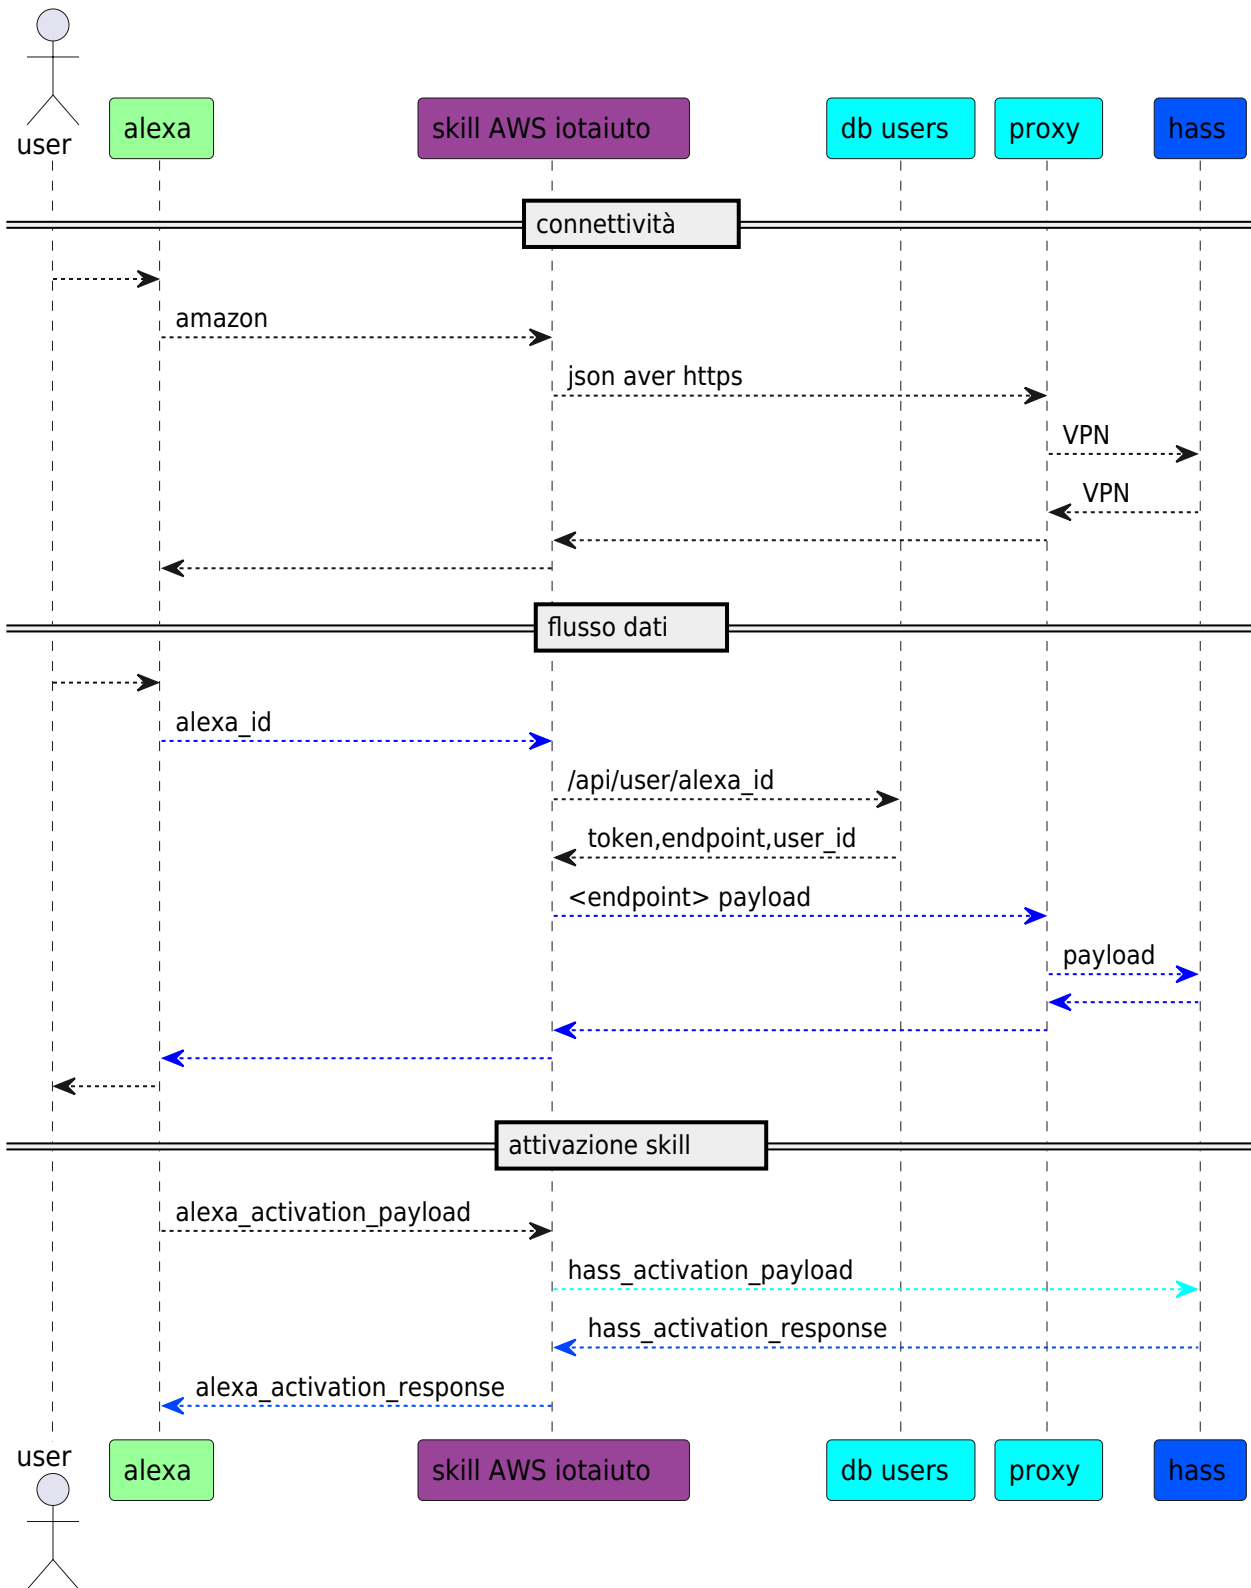 user
alexa
skill AWS iotaiuto
db users
proxy
hass
connettività
amazon
json aver https
VPN
VPN
flusso dati
alexa_id
/api/user/alexa_id
token,endpoint,user_id
<endpoint> payload
payload
attivazione skill
alexa_activation_payload
hass_activation_payload
hass_activation_response
alexa_activation_response
user
alexa
skill AWS iotaiuto
db users
proxy
hass